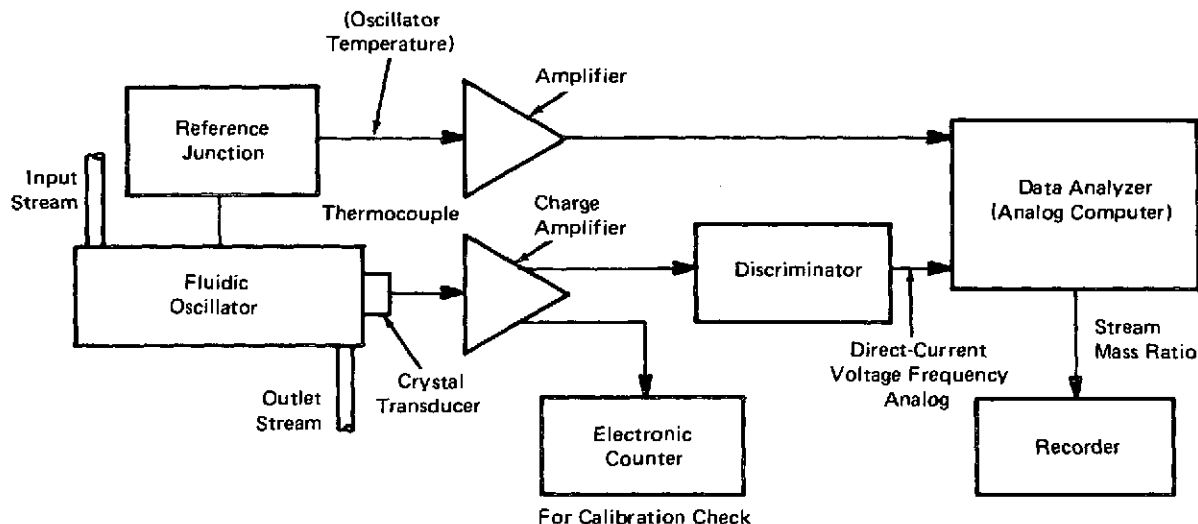 (Oscillator
Temperature)
Amplifier
Reference
Junction
Input
Stream
Data Analyzer
(Analog Computer)
Thermocouple
Charge
Amplifier
Fluidic
Oscillator
Discriminator
Crystal
Transducer
Outlet
Stream
Direct-Current
Voltage Frequency
Analog
Stream
Mass Ratio
Electronic
Counter
Recorder
For Calibration Check